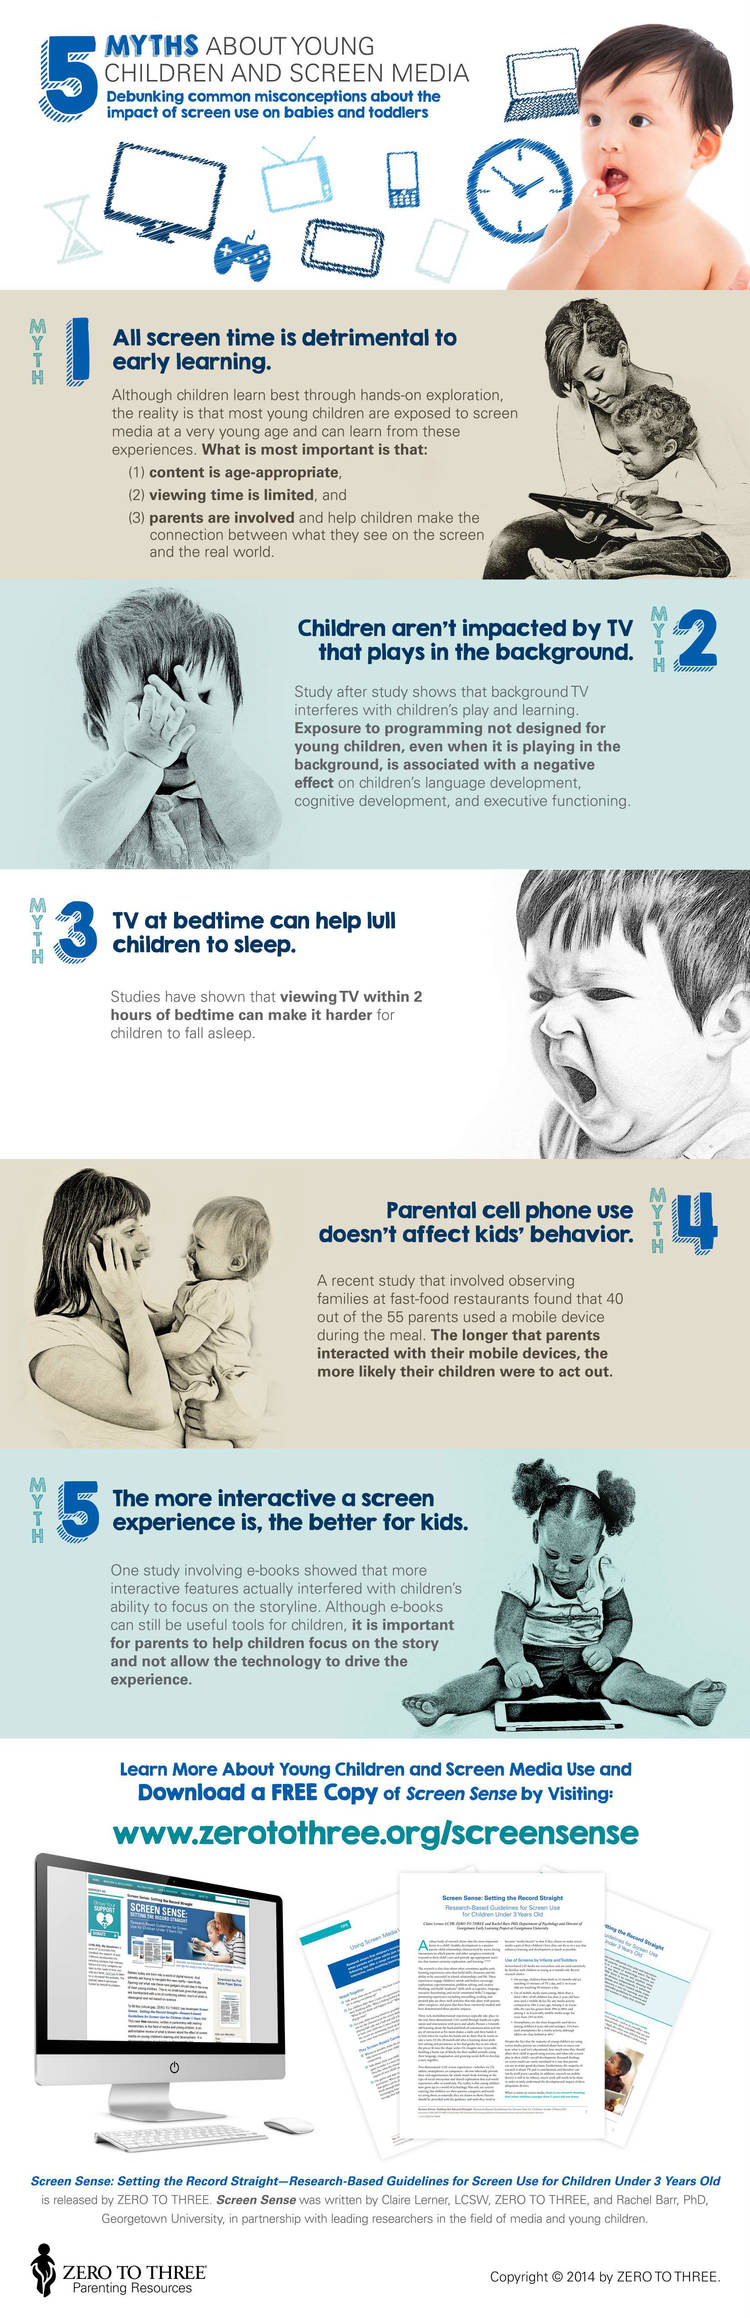 5 MYTHS ABOUT YOUNG
CHILDREN AND SCREEN MEDIA
Debunking common misconceptions about the
impact of screen use on babies and toddlers
MYTH 1
All screen time is detrimental to
early learning.
Although children learn best through hands-on exploration,
the reality is that most young children are exposed to screen
media at a very young age and can learn from these
experiences. What is most important is that:
(1) content is age-appropriate,
(2) viewing time is limited, and
(3) parents are involved and help children make the
connection between what they see on the screen
and the real world.
MYTH 2
Children aren't impacted by TV
that plays in the background.
Study after study shows that background TV
interferes with children's play and learning.
Exposure to programming not designed for
young children, even when it is playing in the
background, is associated with a negative
effect on children's language development,
cognitive development, and executive functioning.
MYTH 3
TV at bedtime can help lull
children to sleep.
Studies have shown that viewing TV within 2
hours of bedtime can make it harder for
children to fall asleep.
MYTH 4
Parental cell phone use
doesn't affect kids' behavior.
A recent study that involved observing
families at fast-food restaurants found that 40
out of the 55 parents used a mobile device
during the meal. The longer that parents
interacted with their mobile devices, the
more likely their children were to act out.
MYTH 5
The more interactive a screen
experience is, the better for kids.
One study involving e-books showed that more
interactive features actually interfered with children's
ability to focus on the storyline. Although e-books
can still be useful tools for children, it is important
for parents to help children focus on the story
and not allow the technology to drive the
experience.
Learn More About Young Children and Screen Media Use and
Download a FREE Copy of Screen Sense by Visiting:
www.zerotothree.org/screensense
SCREEN SENSE:
SETTING THE RECORD STRAIGHT
SUPPORT
Screen Sense: Setting the Record Straight
Research-Based Guidelines for Screen Use
for Children Under 3 Years Old
Screen Sense: Setting the Record Straight—Research-Based Guidelines for Screen Use for Children Under 3 Years Old
is released by ZERO TO THREE. Screen Sense was written by Claire Lerner, LCSW, ZERO TO THREE, and Rachel Barr, PhD,
Georgetown University, in partnership with leading researchers in the field of media and young children.
ZERO TO THREE
Parenting Resources
Copyright © 2014 by ZERO TO THREE.